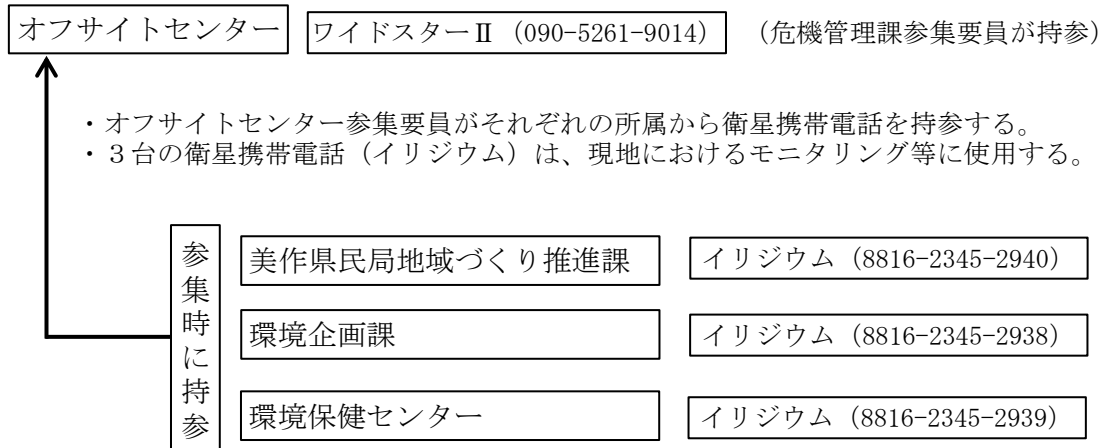 オフサイトセンター ワイドスターⅡ（090-5261-9014） （危機管理課参集要員が持参）
・オフサイトセンター参集要員がそれぞれの所属から衛星携帯電話を持参する。
・３台の衛星携帯電話（イリジウム）は、現地におけるモニタリング等に使用する。
参集時に持参
美作県民局地域づくり推進課 イリジウム（8816-2345-2940）
環境企画課 イリジウム（8816-2345-2938）
環境保健センター イリジウム（8816-2345-2939）